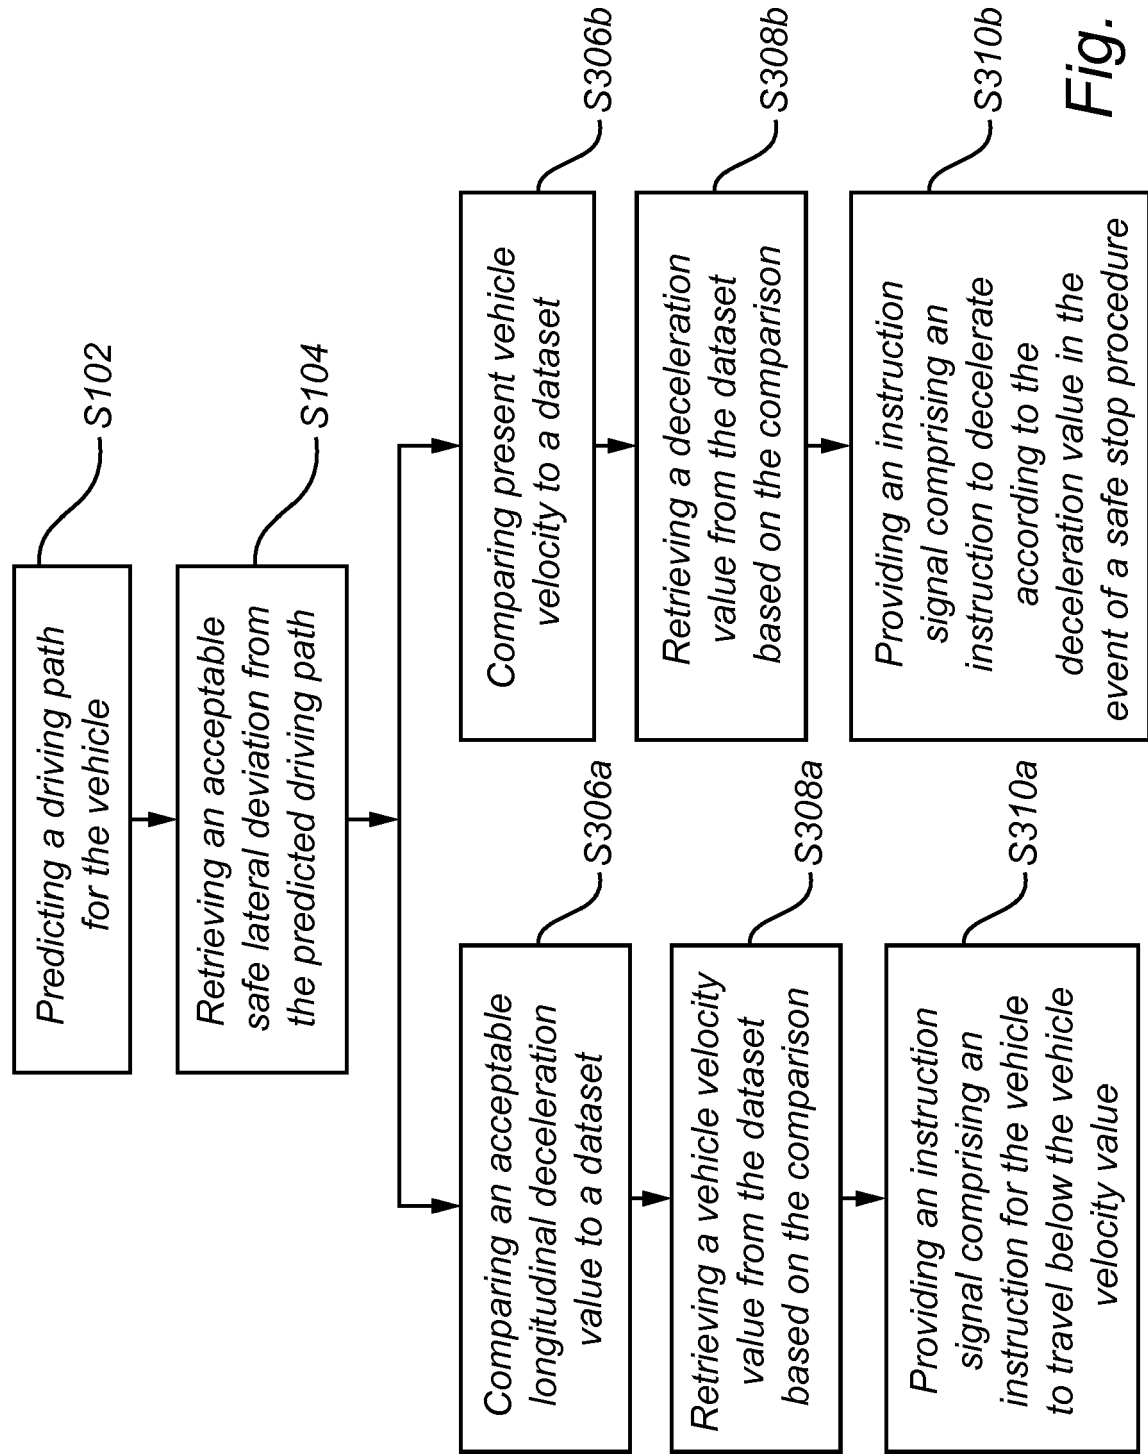 Predicting a driving path
for the vehicle
S102
Retrieving an acceptable
safe lateral deviation from
the predicted driving path
S104
Comparing an acceptable
longitudinal deceleration
value to a dataset
S306a
Retrieving a vehicle velocity
value from the dataset
based on the comparison
S308a
Providing an instruction
signal comprising an
instruction for the vehicle
to travel below the vehicle
velocity value
S310a
Comparing present vehicle
velocity to a dataset
S306b
Retrieving a deceleration
value from the dataset
based on the comparison
S308b
Providing an instruction
signal comprising an
instruction to decelerate
according to the
deceleration value in the
event of a safe stop procedure
S310b
Fig.